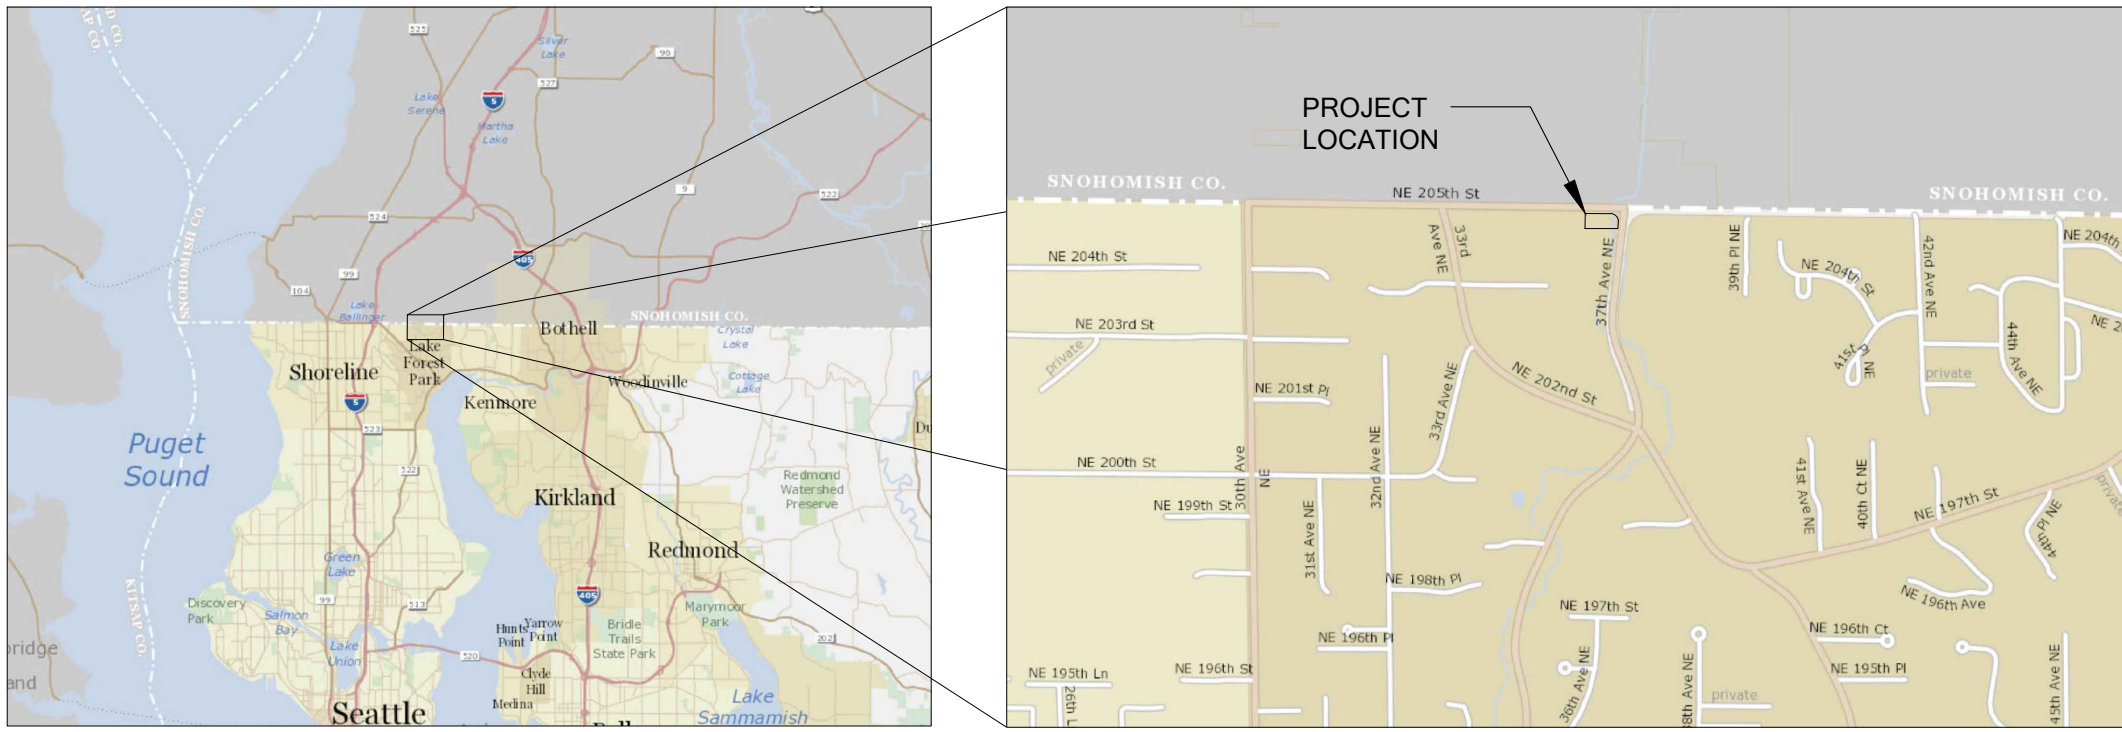 SNOHOMISH CO.
KITSAP CO.
525
Silver
Lake
96
527
5
Lake
Serene
Martha
Lake
9
522
524
405
99
104
Lake
Ballinger
SNOHOMISH CO.
Bothell
Crystal
Lake
Lake
Forest
Park
Shoreline
Cottage
Lake
Woodinville
5
Kenmore
523
Puget
Sound
522
Redmond
Watershed
Preserve
Kirkland
Redmond
Green
Lake
99
513
405
Discovery
Park
Salmon
Bay
Marymoor
Park
Yarrow
Point
Hunts
Point
Bridle
Trails
State Park
202
Lake
Union
520
Clyde
Hill
Medina
Lake
Sammamish
Seattle
PROJECT
LOCATION
SNOHOMISH CO.
NE 205th St
SNOHOMISH CO.
33rd
Ave NE
37th Ave NE
39th Pl NE
NE 204th St
42nd Ave NE
NE 204th
NE 204th St
NE 203rd St
private
41st Pl NE
44th Ave NE
private
NE 201st Pl
NE 202nd St
33rd Ave NE
32nd Ave NE
30th Ave
NE
NE 200th St
41st Ave NE
40th Ct NE
NE 197th St
private
NE 199th St
31st Ave NE
44th Pl NE
NE 198th Pl
NE 196th Ave
NE 197th St
NE 196th Ct
NE 196th Pl
NE 195th Ln
NE 196th St
NE 195th Pl
36th Ave NE
38th Ave NE
private
45th Ave NE
26th L